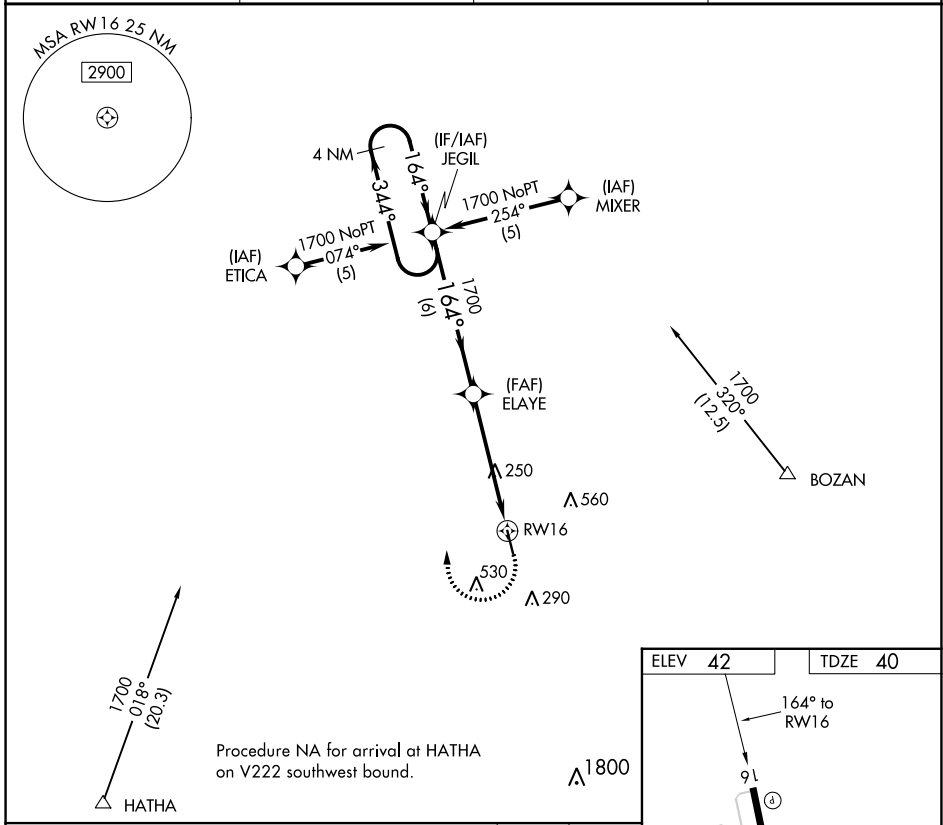 MSA RW16 25 NM
2900
4 NM
(IF/IAF)
JEGIL
164°
344°
1700 NoPT
254°
(5)
(IAF)
MIXER
(IAF)
ETICA
1700 NoPT
074°
(5)
1700
164°
(6)
(FAF)
ELAYE
1700
320°
(12.5)
BOZAN
250
560
RW16
530
290
1700
018°
(20.3)
HATHA
Procedure NA for arrival at HATHA
on V222 southwest bound.
1800
ELEV 42
TDZE 40
164° to
RW16
16
P